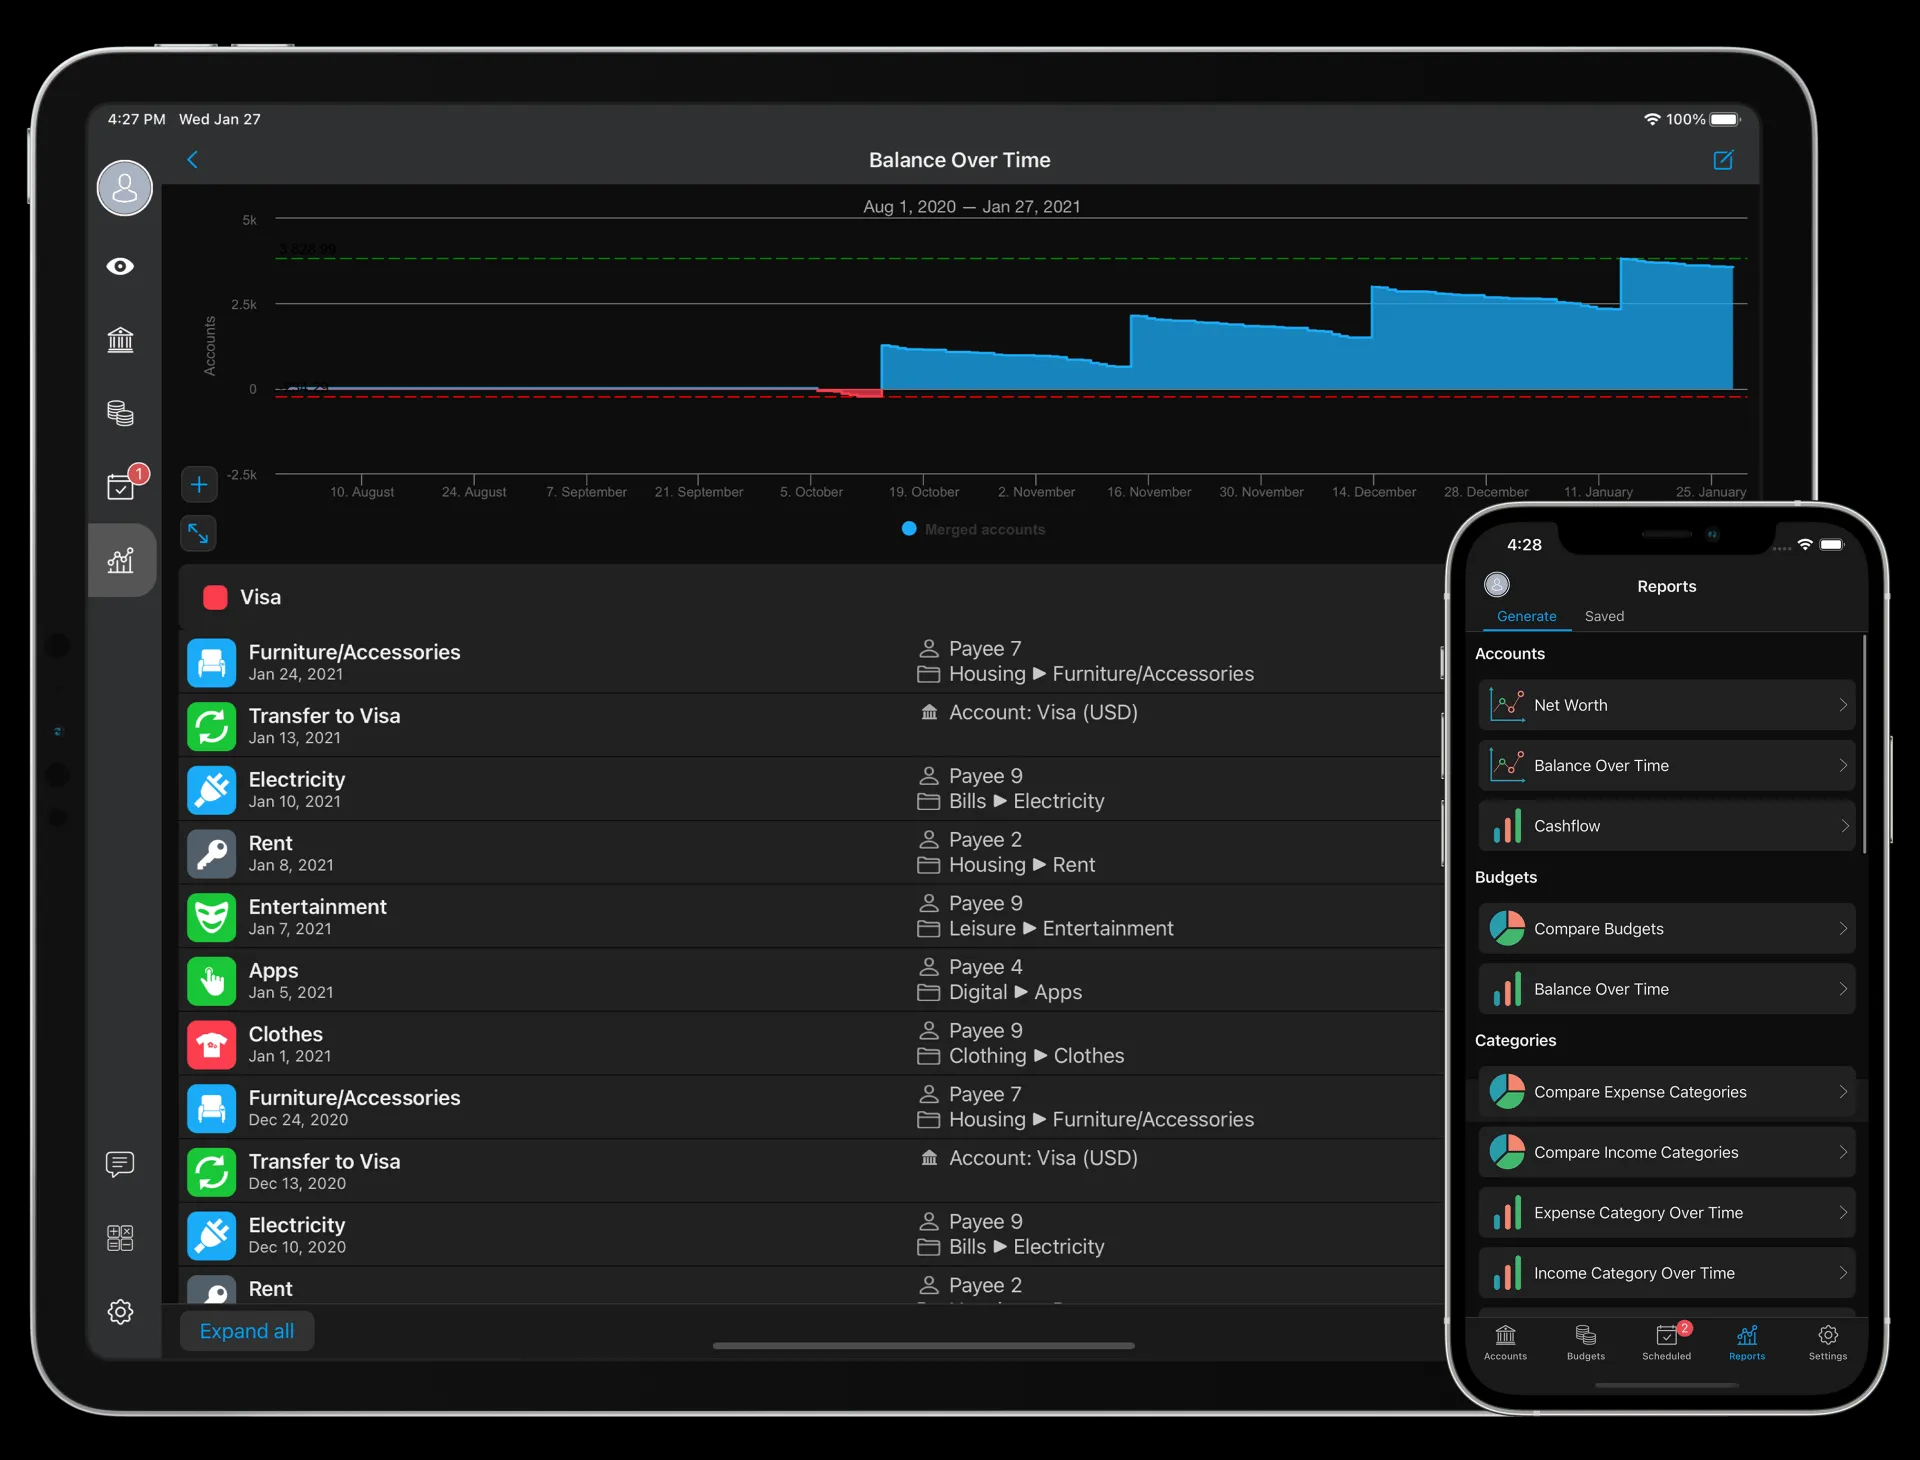 4:27 PM Wed Jan 27
100%
Balance Over Time
Aug 1, 2020 — Jan 27, 2021
5k
3 828.99
2.5k
Accounts
0
-2.5k
10. August
24. August
7. September
21. September
5. October
19. October
2. November
16. November
30. November
14. December
28. December
11. January
25. January
Merged accounts
1
Visa
Furniture/Accessories
Jan 24, 2021
Payee 7
Housing ▶ Furniture/Accessories
Transfer to Visa
Jan 13, 2021
Account: Visa (USD)
Electricity
Jan 10, 2021
Payee 9
Bills ▶ Electricity
Rent
Jan 8, 2021
Payee 2
Housing ▶ Rent
Entertainment
Jan 7, 2021
Payee 9
Leisure ▶ Entertainment
Apps
Jan 5, 2021
Payee 4
Digital ▶ Apps
Clothes
Jan 1, 2021
Payee 9
Clothing ▶ Clothes
Furniture/Accessories
Dec 24, 2020
Payee 7
Housing ▶ Furniture/Accessories
Transfer to Visa
Dec 13, 2020
Account: Visa (USD)
Electricity
Dec 10, 2020
Payee 9
Bills ▶ Electricity
Rent
Payee 2
Expand all
4:28
Reports
Generate
Saved
Accounts
Net Worth
Balance Over Time
Cashflow
Budgets
Compare Budgets
Balance Over Time
Categories
Compare Expense Categories
Compare Income Categories
Expense Category Over Time
Income Category Over Time
2
Accounts
Budgets
Scheduled
Reports
Settings